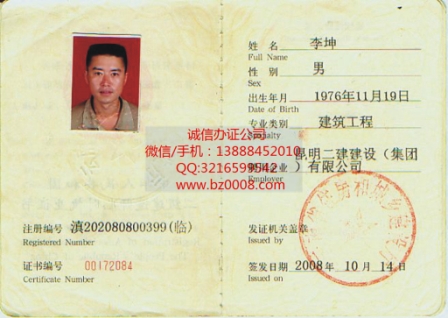 姓名 李坤
Full Name
性别 男
Sex
出生年月 1976年11月19日
Date of Birth
专业类别 建筑工程
Specialty
明二建建设（集团
企业 ）有限公司
Employer
诚信办证公司
微信/手机：13888452010
QQ:3216599542
www.bz0008.com
注册编号 滇202080800399(临)
Registered Number
证书编号 00172084
Certificate Number
发证机关盖章
Issued by
签发日期 2008年10月14日
Issued on